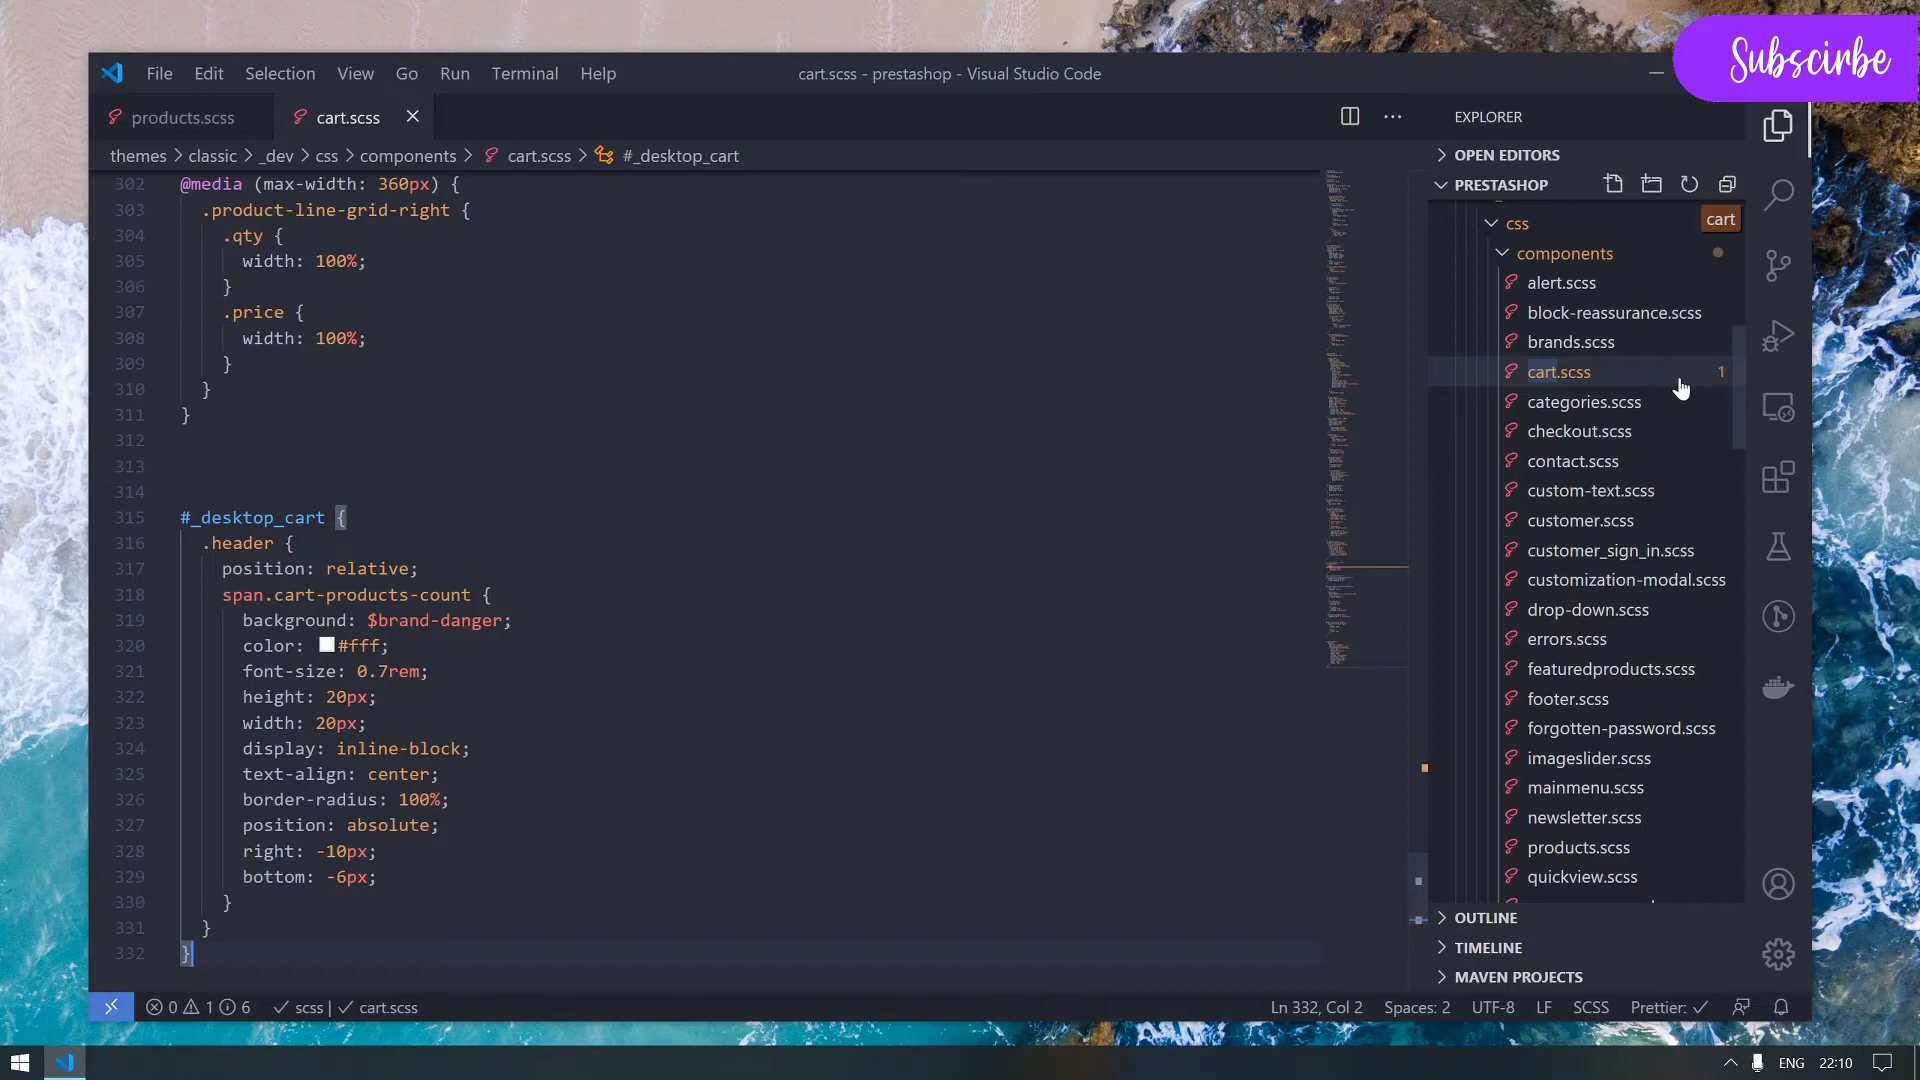 Subscirbe
File Edit Selection View Go Run Terminal Help
cart.scss - prestashop - Visual Studio Code
products.scss
cart.scss
themes > classic > _dev > css > components > cart.scss > #_desktop_cart
302 @media (max-width: 360px) {
303 .product-line-grid-right {
304 .qty {
305 width: 100%;
306 }
307 .price {
308 width: 100%;
309 }
310 }
311 }
312
313
314
315 #_desktop_cart {
316 .header {
317 position: relative;
318 span.cart-products-count {
319 background: $brand-danger;
320 color: #fff;
321 font-size: 0.7rem;
322 height: 20px;
323 width: 20px;
324 display: inline-block;
325 text-align: center;
326 border-radius: 100%;
327 position: absolute;
328 right: -10px;
329 bottom: -6px;
330 }
331 }
332 }
EXPLORER
OPEN EDITORS
PRESTASHOP
cart
css
components
alert.scss
block-reassurance.scss
brands.scss
cart.scss 1
categories.scss
checkout.scss
contact.scss
custom-text.scss
customer.scss
customer_sign_in.scss
customization-modal.scss
drop-down.scss
errors.scss
featuredproducts.scss
footer.scss
forgotten-password.scss
imageslider.scss
mainmenu.scss
newsletter.scss
products.scss
quickview.scss
OUTLINE
TIMELINE
MAVEN PROJECTS
0 1 6 scss | cart.scss
Ln 332, Col 2 Spaces: 2 UTF-8 LF SCSS Prettier:
ENG 22:10